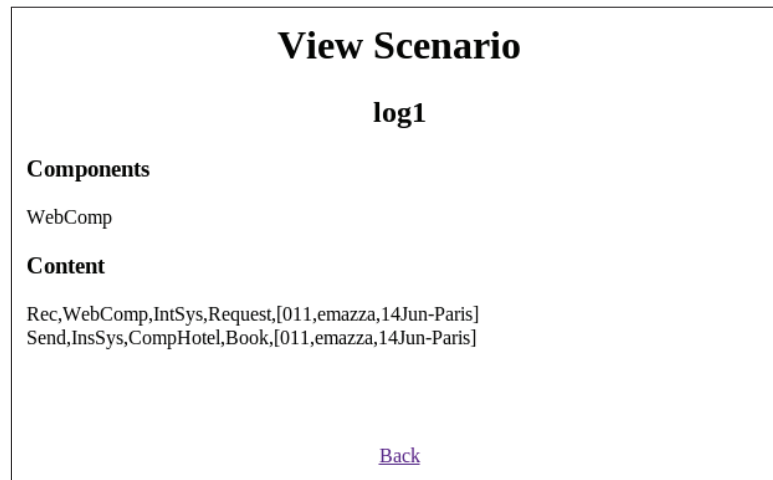 View Scenario
log1
Components
WebComp
Content
Rec,WebComp,IntSys,Request,[011,emazza,14Jun-Paris]
Send,InsSys,CompHotel,Book,[011,emazza,14Jun-Paris]
Back